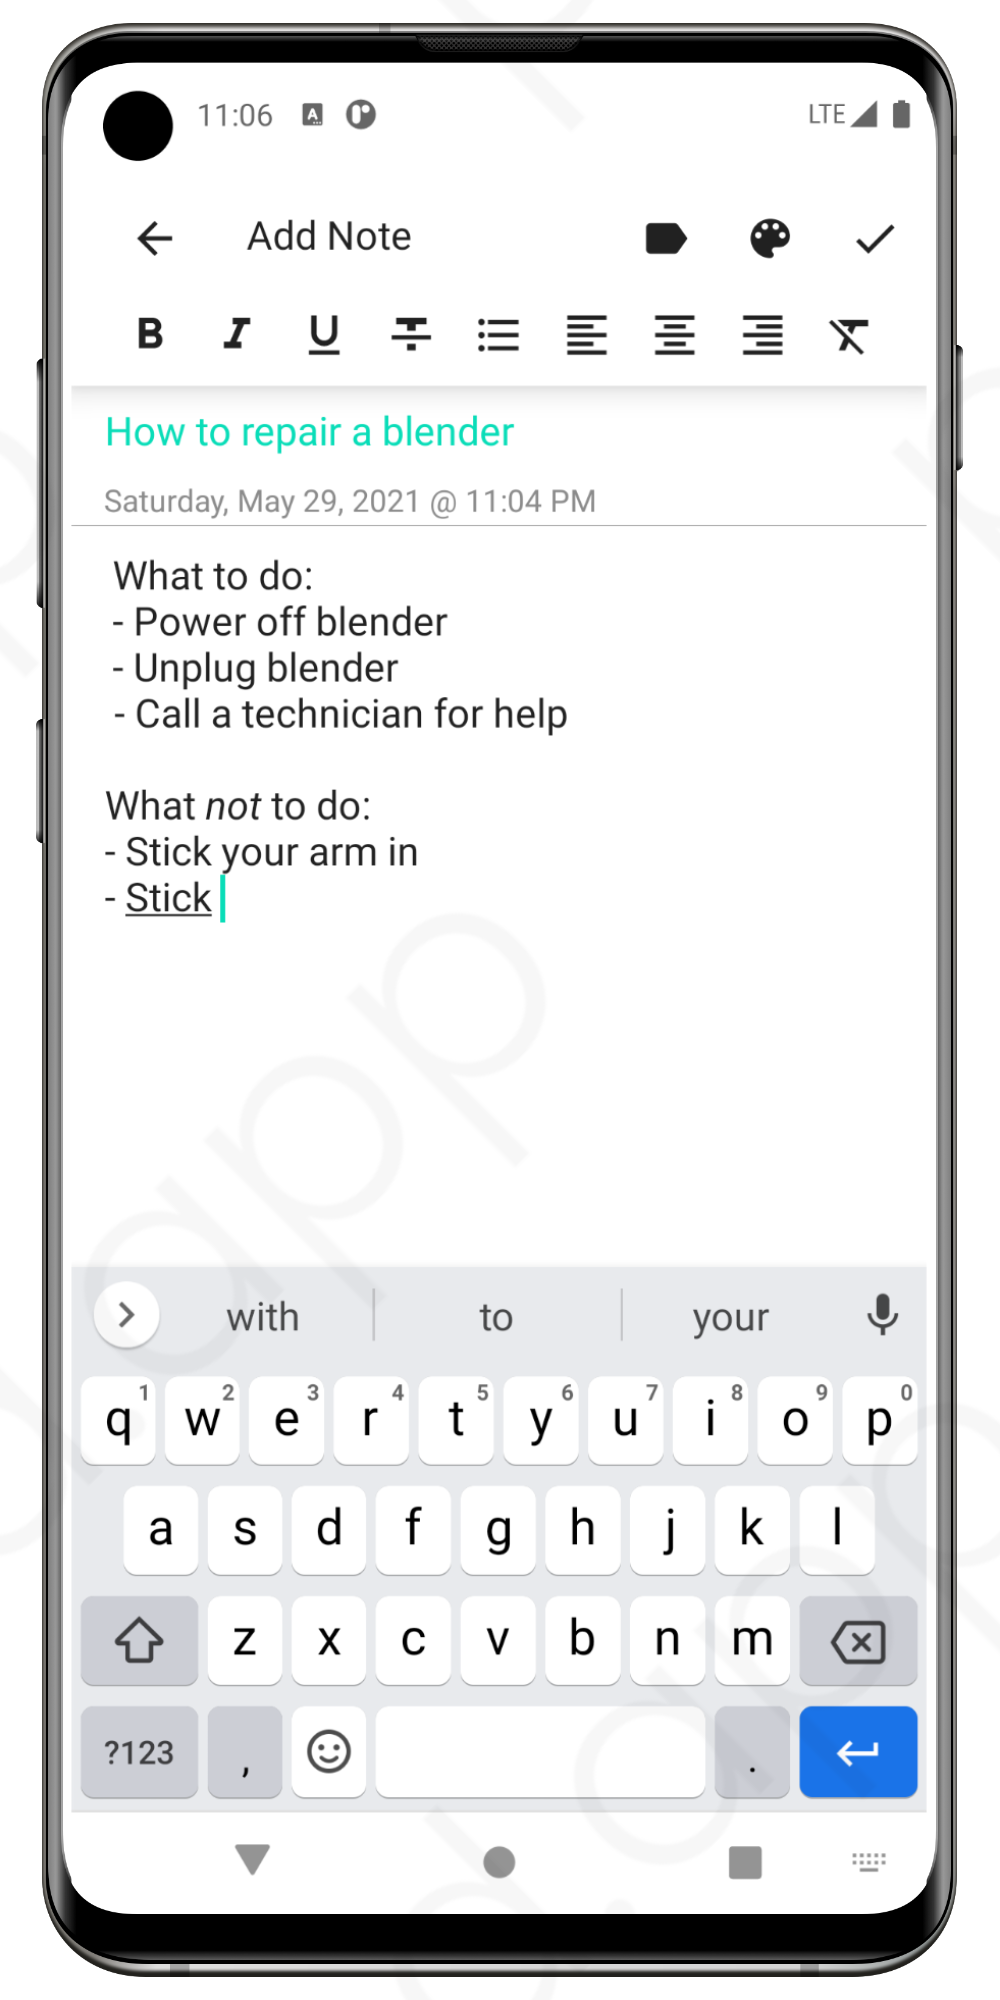 11:06 LTE
Add Note
B I U
How to repair a blender
Saturday, May 29, 2021 @ 11:04 PM
What to do:
- Power off blender
- Unplug blender
- Call a technician for help
What not to do:
- Stick your arm in
- Stick
with to your
1 2 3 4 5 6 7 8 9 0
q w e r t y u i o p
a s d f g h j k l
z x c v b n m
?123 , .